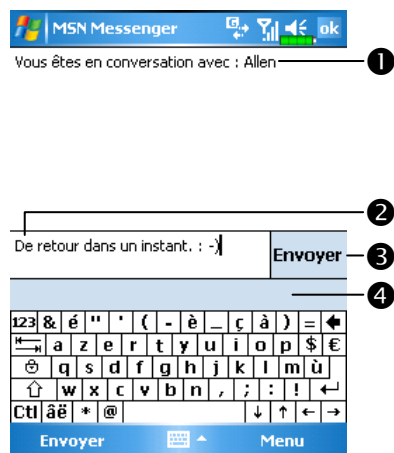 MSN Messenger G ok
Vous êtes en conversation avec : Allen
1
2
De retour dans un instant. : -)
Envoyer
3
4
123 & é " ' ( - è _ ç à ) =
a z e r t y u i o p $ €
q s d f g h j k l m ù
w x c v b n , ; : !
Ctl âë * @ ↓ ↑ ← →
Envoyer Menu